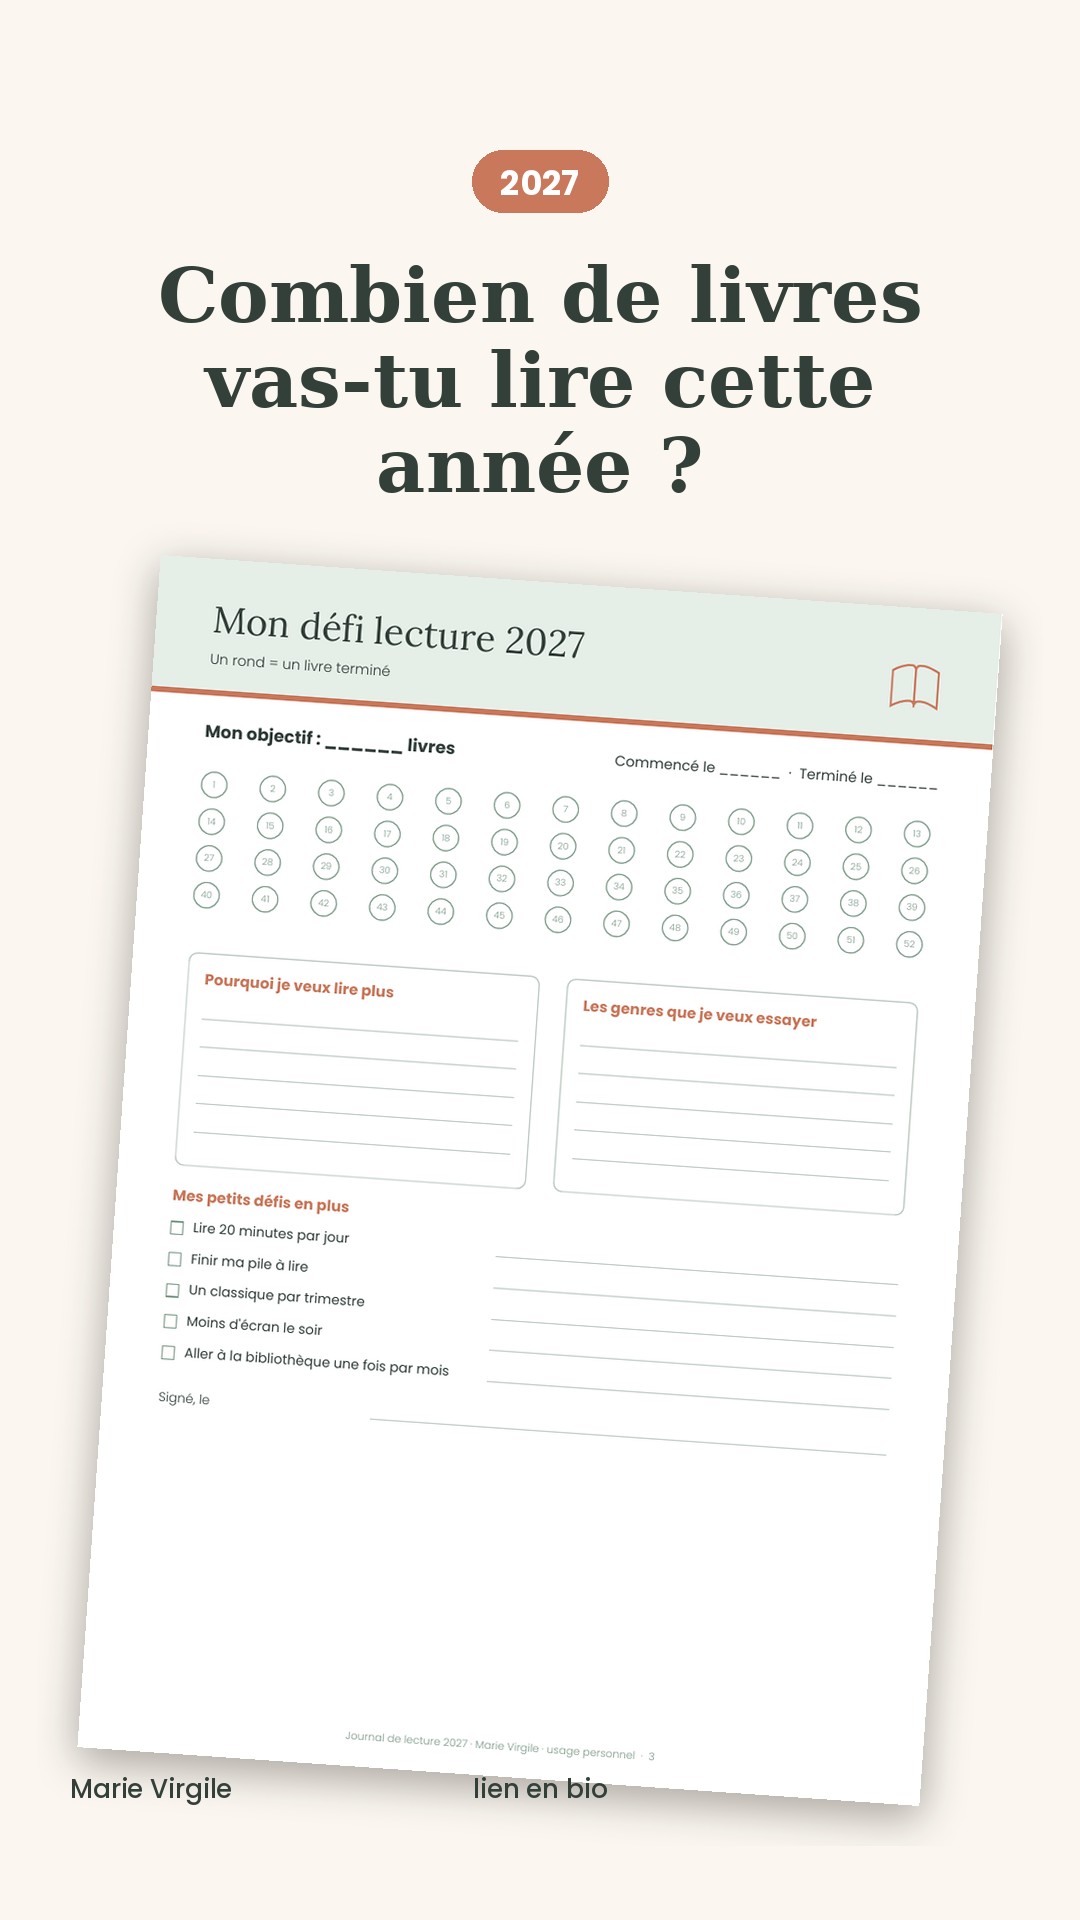 2027
Combien de livres
vas-tu lire cette
année ?
Mon défi lecture 2027
Un rond = un livre terminé
Mon objectif : ______ livres
Commencé le ______ · Terminé le ______
1 2 3 4 5 6 7 8 9 10 11 12 13
14 15 16 17 18 19 20 21 22 23 24 25 26
27 28 29 30 31 32 33 34 35 36 37 38 39
40 41 42 43 44 45 46 47 48 49 50 51 52
Pourquoi je veux lire plus
Les genres que je veux essayer
Mes petits défis en plus
Lire 20 minutes par jour
Finir ma pile à lire
Un classique par trimestre
Moins d'écran le soir
Aller à la bibliothèque une fois par mois
Signé, le
Journal de lecture 2027 · Marie Virgile · usage personnel · 3
Marie Virgile
lien en bio